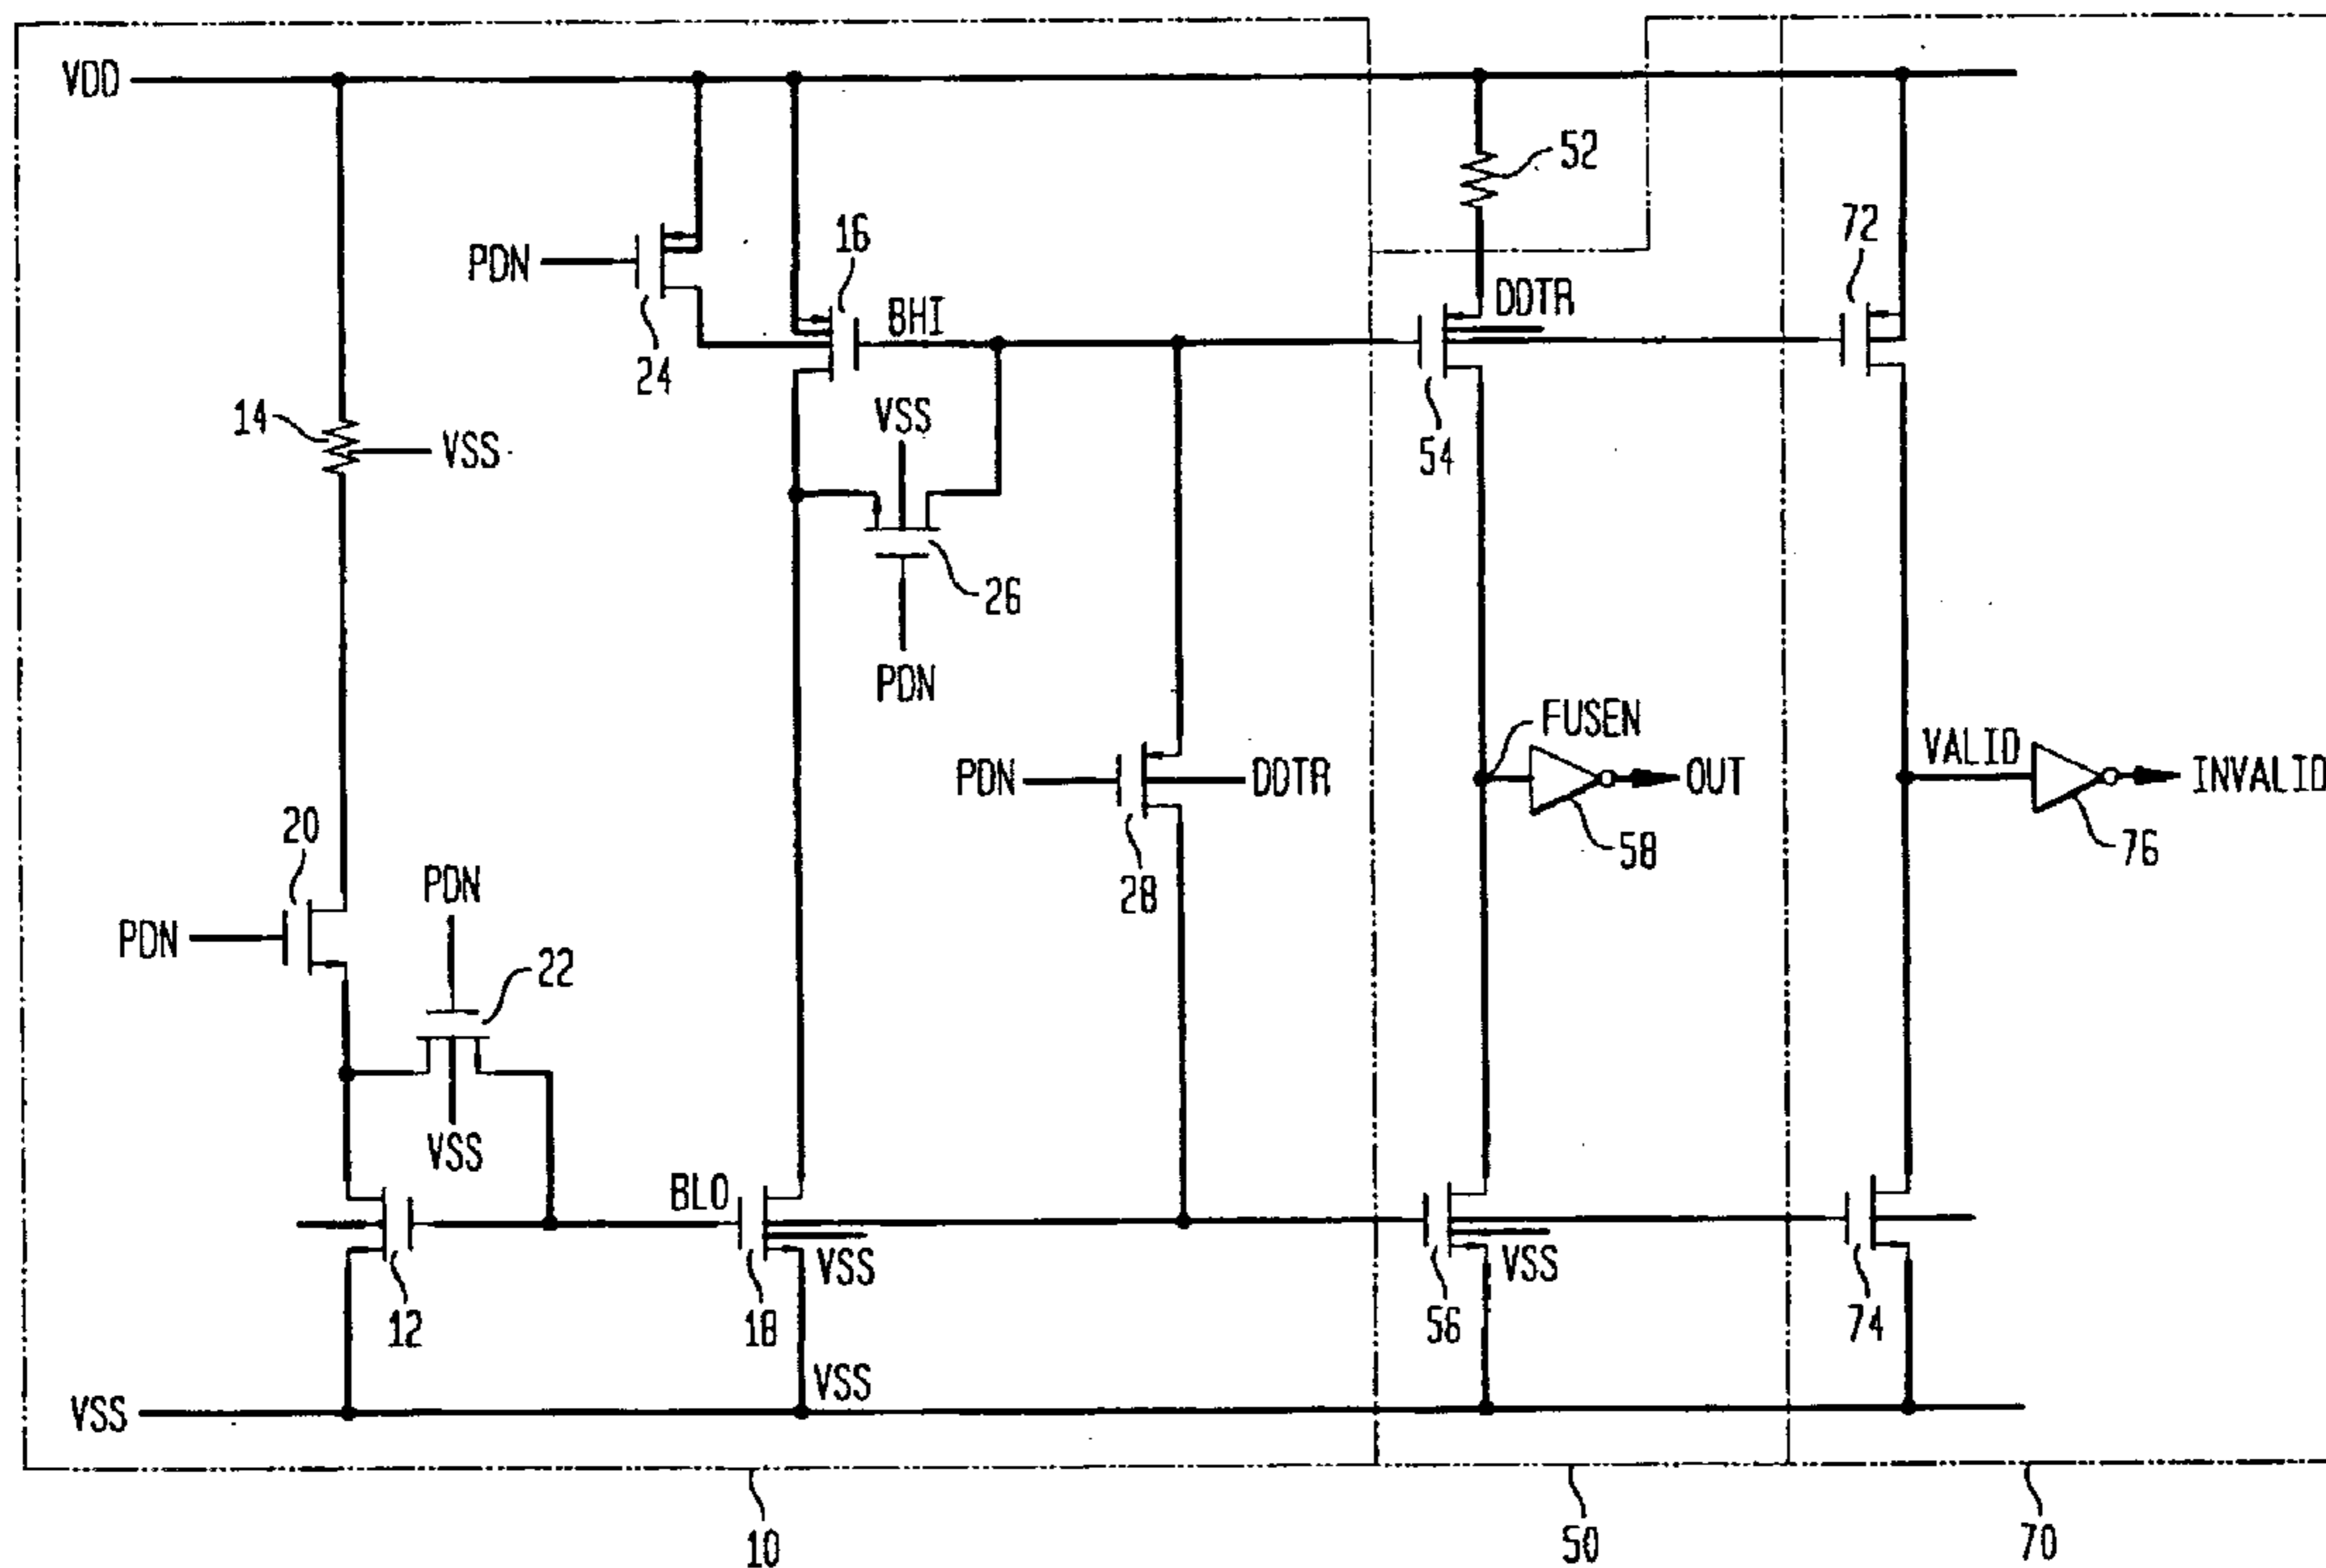 VDD
52
16
72
PDN
BHI
DDTR
24
14
VSS
VSS
54
26
PDN
FUSEN
VALID
PDN
DDTR
OUT
INVALID
20
58
76
PDN
28
PDN
22
VSS
BLO
VSS
VSS
12
18
56
74
VSS
VSS
10
50
70